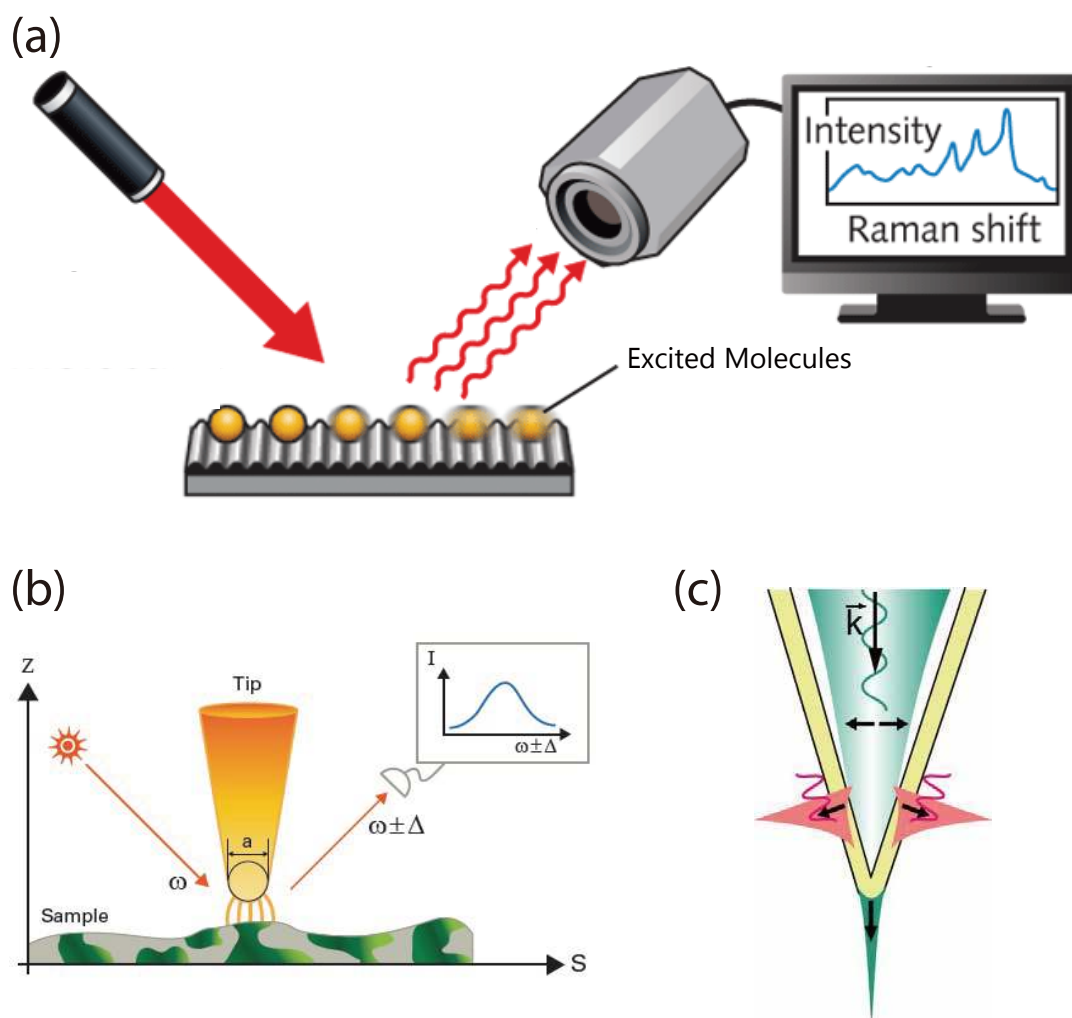 (a)
Intensity
Raman shift
Excited Molecules
(b)
Z
Tip
I
ω±Δ
a
ω±Δ
ω
Sample
S
(c)
k⃗